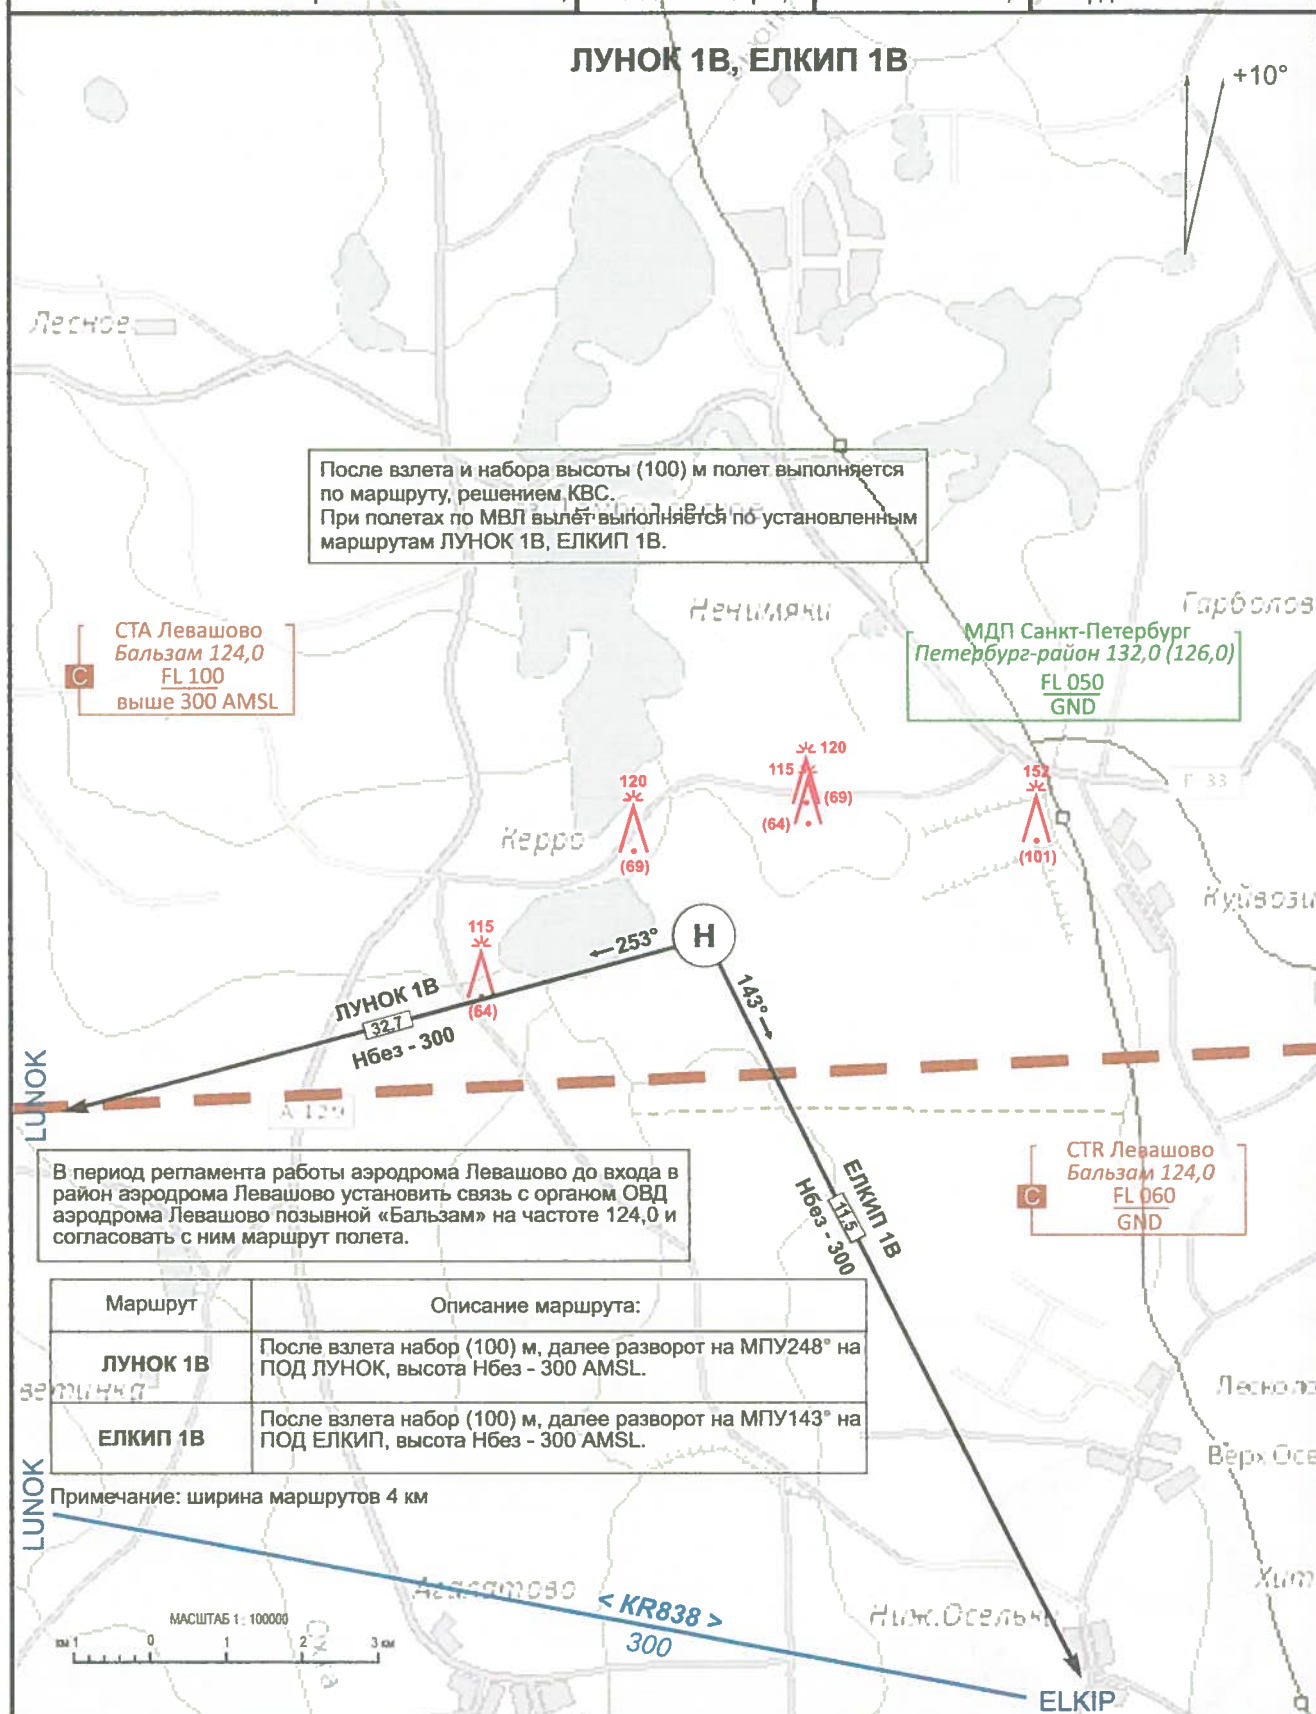 ЛУНОК 1В, ЕЛКИП 1В
+10°
Лесное
После взлета и набора высоты (100) м полет выполняется
по маршруту, решением КВС.
При полетах по МВЛ вылет выполняется по установленным
маршрутам ЛУНОК 1В, ЕЛКИП 1В.
Ненимяки
СТА Левашово
Бальзам 124,0
FL 100
выше 300 AMSL
C
МДП Санкт-Петербург
Петербург-район 132,0 (126,0)
FL 050
GND
120
115
(69)
(64)
120
(69)
152
(101)
Керро
115
(64)
H
←253°
143°→
ЛУНОК 1В
32,7
Нбез - 300
LUNOK
А 129
В период регламента работы аэродрома Левашово до входа в
район аэродрома Левашово установить связь с органом ОВД
аэродрома Левашово позывной «Бальзам» на частоте 124,0 и
согласовать с ним маршрут полета.
ЕЛКИП 1В
11,5
Нбез - 300
CTR Левашово
Бальзам 124,0
FL 060
GND
C
Маршрут
Описание маршрута:
ЛУНОК 1В
После взлета набор (100) м, далее разворот на МПУ248° на
ПОД ЛУНОК, высота Нбез - 300 AMSL.
ЕЛКИП 1В
После взлета набор (100) м, далее разворот на МПУ143° на
ПОД ЕЛКИП, высота Нбез - 300 AMSL.
LUNOK
Примечание: ширина маршрутов 4 км
Агалатово
< KR838 >
300
Ниж.Осельк
МАСШТАБ 1 : 100000
км 1 0 1 2 3 км
ELKIP